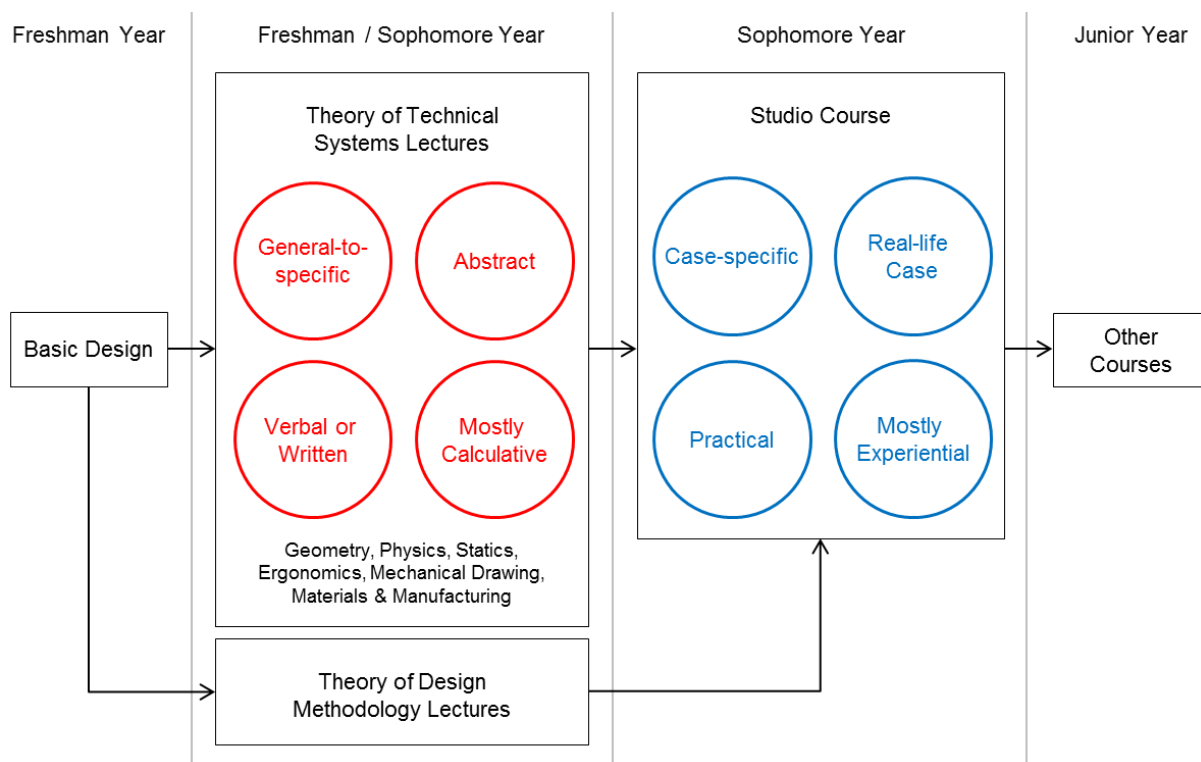 Freshman Year
Freshman / Sophomore Year
Sophomore Year
Junior Year
Basic Design
Theory of Technical
Systems Lectures
General-to-
specific
Abstract
Verbal or
Written
Mostly
Calculative
Geometry, Physics, Statics,
Ergonomics, Mechanical Drawing,
Materials & Manufacturing
Theory of Design
Methodology Lectures
Studio Course
Case-specific
Real-life
Case
Practical
Mostly
Experiential
Other
Courses